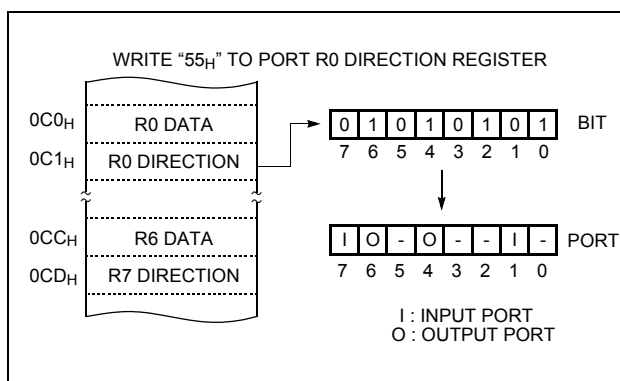 WRITE “55H” TO PORT R0 DIRECTION REGISTER
0C0H R0 DATA 0 1 0 1 0 1 0 1 BIT
0C1H R0 DIRECTION 7 6 5 4 3 2 1 0
0CCH R6 DATA I O - O - - I - PORT
0CDH R7 DIRECTION 7 6 5 4 3 2 1 0
I : INPUT PORT
O : OUTPUT PORT